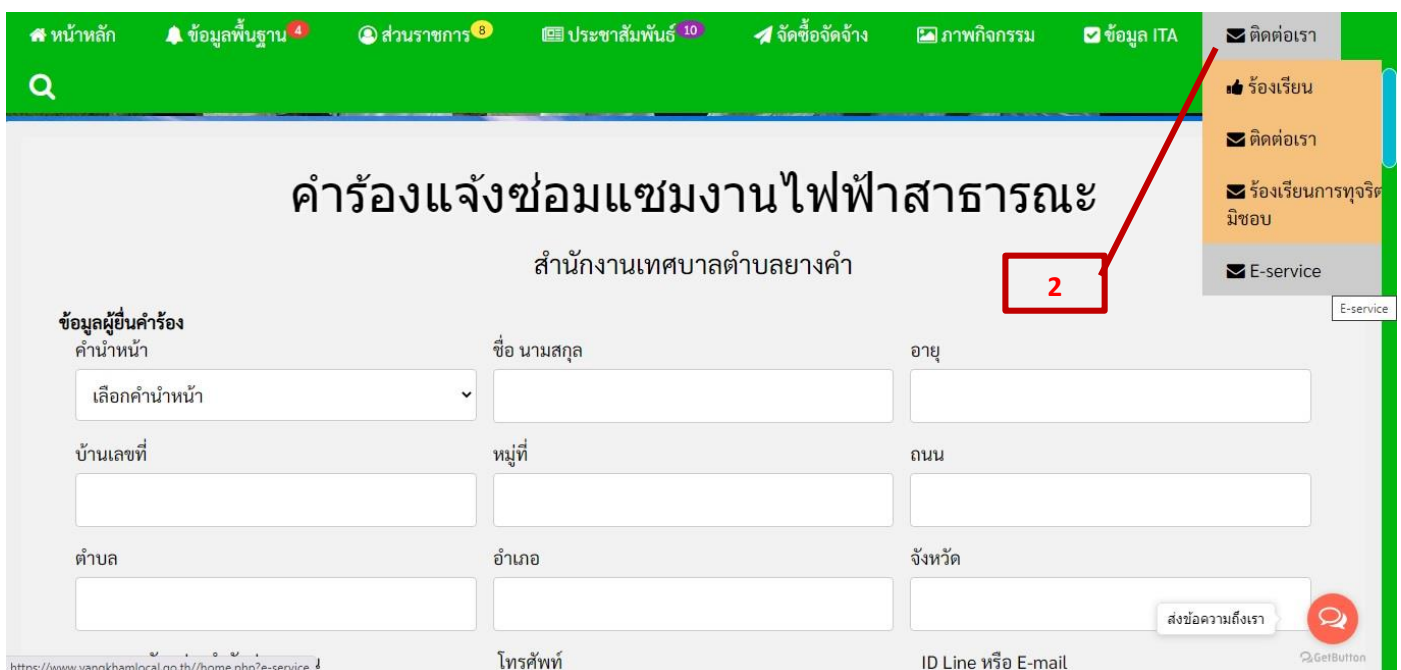 หน้าหลัก ข้อมูลพื้นฐาน 4 ส่วนราชการ 8 ประชาสัมพันธ์ 10 จัดซื้อจัดจ้าง ภาพกิจกรรม ข้อมูล ITA ติดต่อเรา
ร้องเรียน
ติดต่อเรา
ร้องเรียนการทุจริต
มิชอบ
E-service
E-service
คำร้องแจ้งซ่อมแซมงานไฟฟ้าสาธารณะ
สำนักงานเทศบาลตำบลยางคำ
2
ข้อมูลผู้ยื่นคำร้อง
คำนำหน้า ชื่อ นามสกุล อายุ
เลือกคำนำหน้า
บ้านเลขที่ หมู่ที่ ถนน
ตำบล อำเภอ จังหวัด
ส่งข้อความถึงเรา
โทรศัพท์ ID Line หรือ E-mail
GetButton
https://www.yangkhamlocal.go.th//home.php?e-service